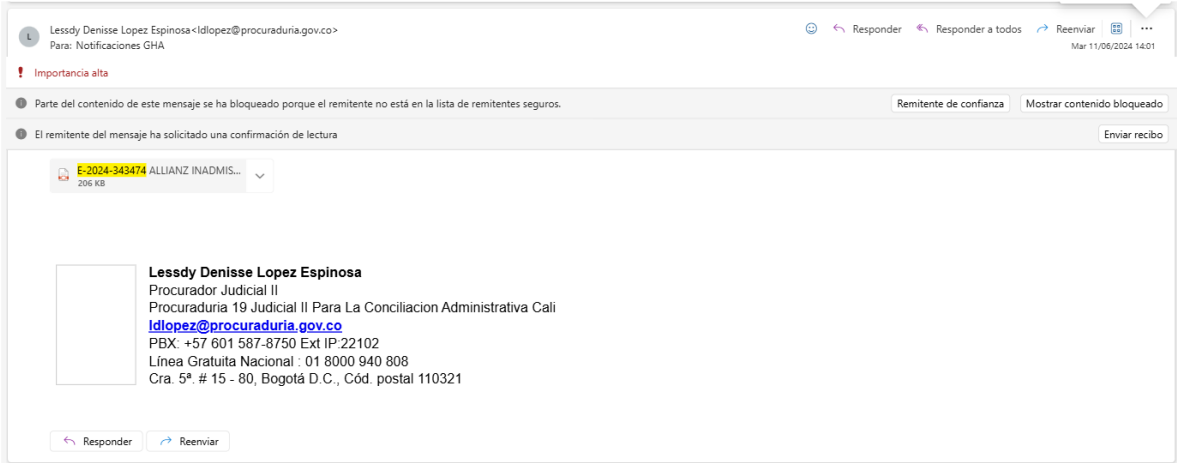 L
Lessdy Denisse Lopez Espinosa<ldlopez@procuraduria.gov.co>
Para: Notificaciones GHA
Responder
Responder a todos
Reenviar
Mar 11/06/2024 14:01
Importancia alta
Parte del contenido de este mensaje se ha bloqueado porque el remitente no está en la lista de remitentes seguros.
Remitente de confianza
Mostrar contenido bloqueado
El remitente del mensaje ha solicitado una confirmación de lectura
Enviar recibo
E-2024-343474 ALLIANZ INADMIS...
206 KB
Lessdy Denisse Lopez Espinosa
Procurador Judicial II
Procuraduria 19 Judicial II Para La Conciliacion Administrativa Cali
ldlopez@procuraduria.gov.co
PBX: +57 601 587-8750 Ext IP:22102
Línea Gratuita Nacional : 01 8000 940 808
Cra. 5ª. # 15 - 80, Bogotá D.C., Cód. postal 110321
Responder
Reenviar